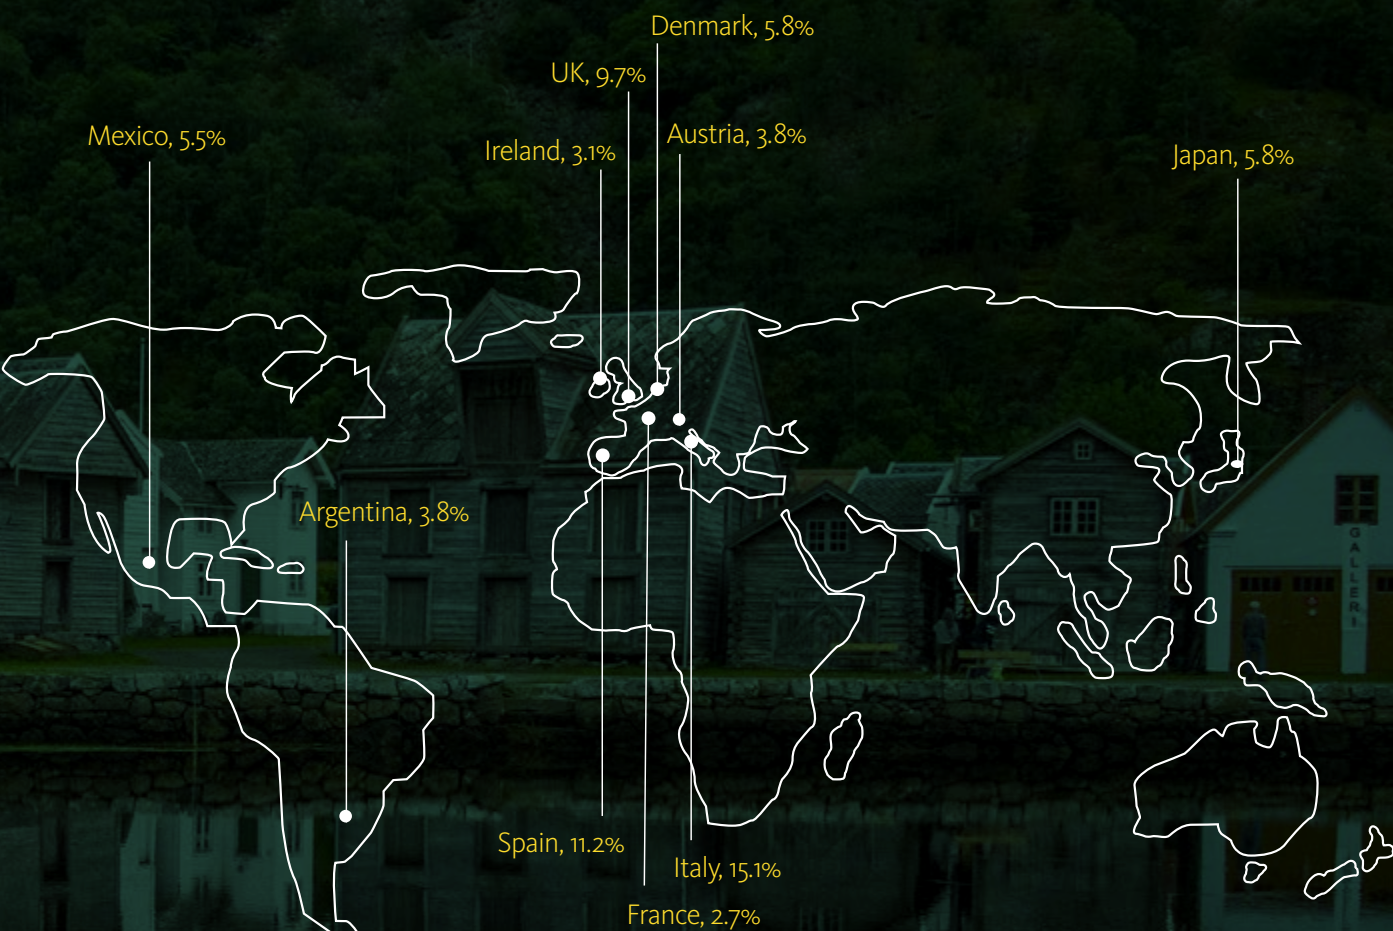 Denmark, 5.8%
UK, 9.7%
Mexico, 5.5%
Austria, 3.8%
Ireland, 3.1%
Japan, 5.8%
Argentina, 3.8%
GALLERI
Spain, 11.2%
Italy, 15.1%
France, 2.7%